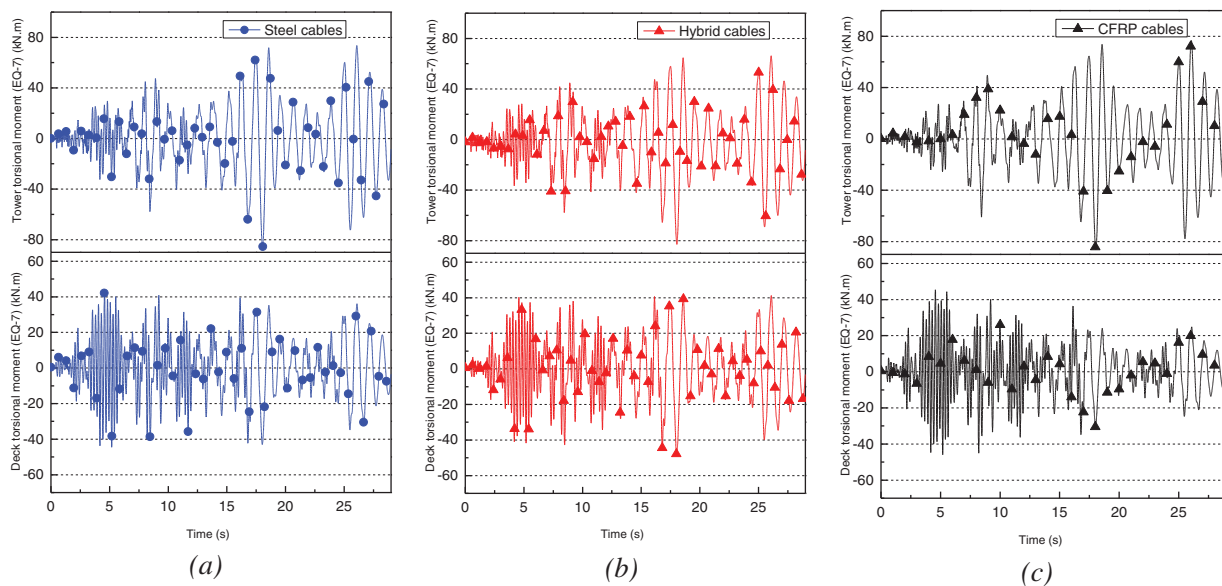 Steel cables
Tower torsional moment (EQ-7) (kN.m)
80
40
0
-40
-80
Deck torsional moment (EQ-7) (kN.m)
60
40
20
0
-20
-40
-60
0 5 10 15 20 25
Time (s)
(a)
Hybrid cables
Tower torsional moment (EQ-7) (kN.m)
80
40
0
-40
-80
Deck torsional moment (EQ-7) (kN.m)
60
40
20
0
-20
-40
-60
0 5 10 15 20 25
Time (s)
(b)
CFRP cables
Tower torsional moment (EQ-7) (kN.m)
80
40
0
-40
-80
Deck torsional moment (EQ-7) (kN.m)
60
40
20
0
-20
-40
-60
0 5 10 15 20 25
Time (s)
(c)